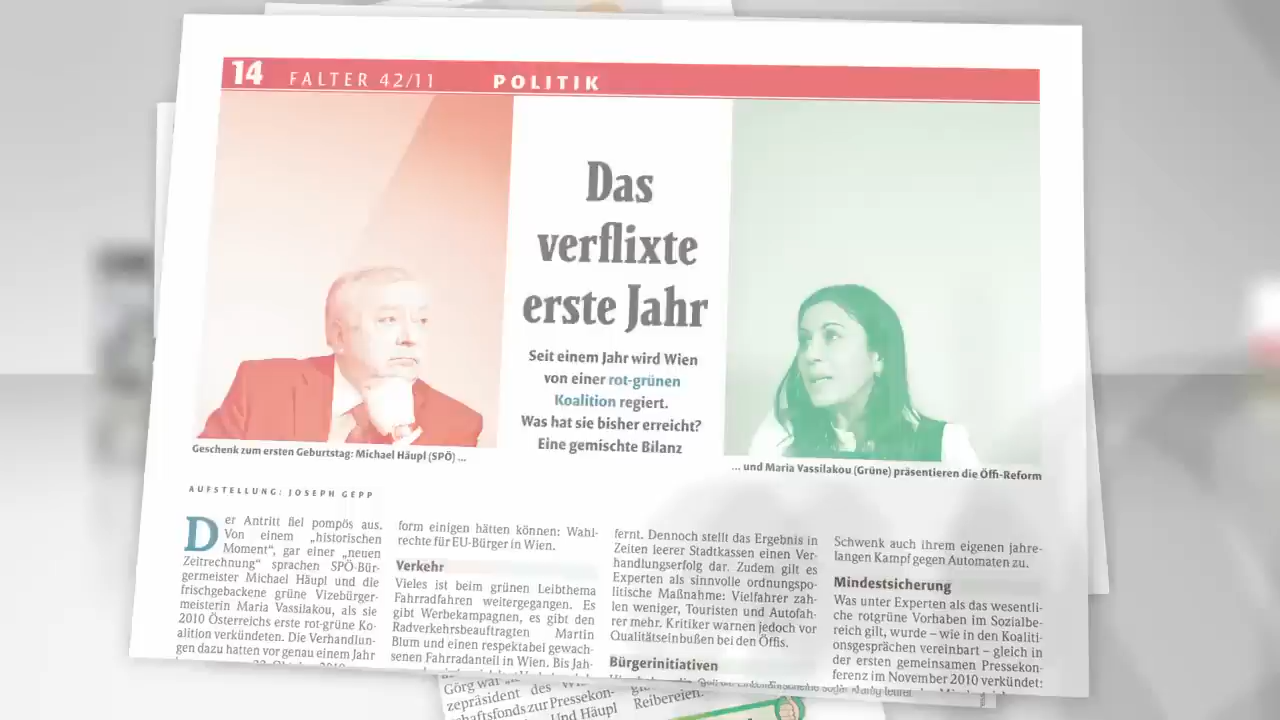 14 FALTER 42/11 POLITIK
Das
verflixte
erste Jahr
Seit einem Jahr wird Wien
von einer rot-grünen
Koalition regiert.
Was hat sie bisher erreicht?
Eine gemischte Bilanz
Geschenk zum ersten Geburtstag: Michael Häupl (SPÖ) ...
... und Maria Vassilakou (Grüne) präsentieren die Öffi-Reform
AUFSTELLUNG: JOSEPH GEPP
Der Antritt fiel pompös aus.
Von einem „historischen
Moment“, gar einer „neuen
Zeitrechnung“ sprachen SPÖ-Bür-
germeister Michael Häupl und die
frischgebackene grüne Vizebürger-
meisterin Maria Vassilakou, als sie
2010 Österreichs erste rot-grüne Ko-
alition verkündeten. Die Verhandlun-
gen dazu hatten vor genau einem Jahr
form einigen hätten können: Wahl-
rechte für EU-Bürger in Wien.
Verkehr
Vieles ist beim grünen Leibthema
Fahrradfahren weitergegangen. Es
gibt Werbekampagnen, es gibt den
Radverkehrsbeauftragten Martin
Blum und einen respektabel gewach-
senen Fahrradanteil in Wien. Bis Jah-
fernt. Dennoch stellt das Ergebnis in
Zeiten leerer Stadtkassen einen Ver-
handlungserfolg dar. Zudem gilt es
Experten als sinnvolle ordnungspo-
litische Maßnahme: Vielfahrer zah-
len weniger, Touristen und Autofah-
rer mehr. Kritiker warnen jedoch vor
Qualitätseinbußen bei den Öffis.
Bürgerinitiativen
Schwenk auch ihrem eigenen jahre-
langen Kampf gegen Automaten zu.
Mindestsicherung
Was unter Experten als das wesentli-
che rotgrüne Vorhaben im Sozialbe-
reich gilt, wurde – wie in den Koaliti-
onsgesprächen vereinbart – gleich in
der ersten gemeinsamen Pressekon-
ferenz im November 2010 verkündet:
Görg war
zepräsident des
schaftsfonds zur Pressekon-
Und Häupl
Reibereien.